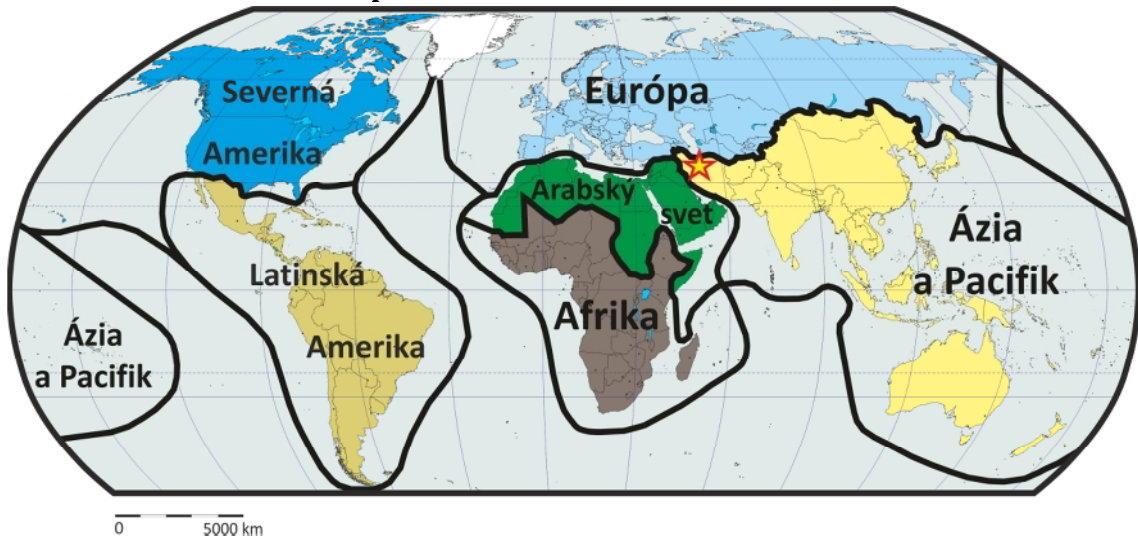 Severná
Amerika
Európa
Arabský
svet
Ázia
a Pacifik
Latinská
Amerika
Afrika
Ázia
a Pacifik
0 5000 km